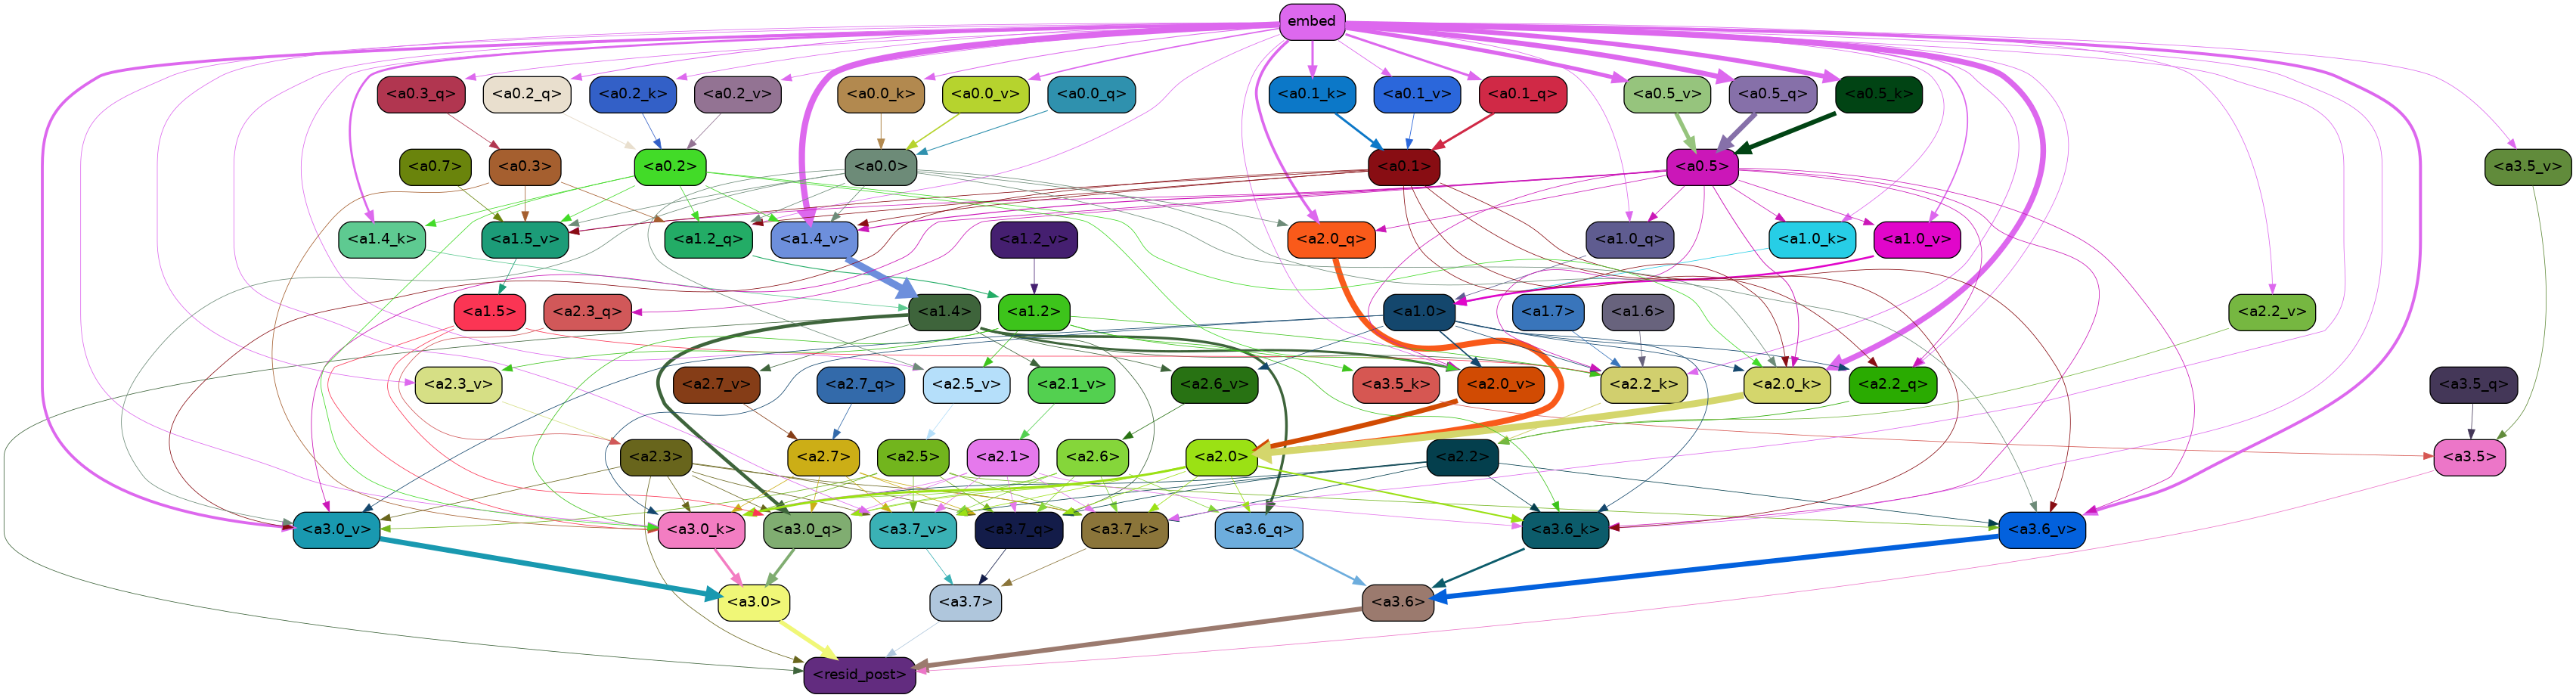 embed
<a0.3_q> <a0.2_q> <a0.2_k> <a0.2_v> <a0.0_k> <a0.0_v> <a0.0_q> <a0.1_k> <a0.1_v> <a0.1_q> <a0.5_v> <a0.5_q> <a0.5_k>
<a0.7> <a0.3> <a0.2> <a0.0> <a0.1> <a0.5> <a3.5_v>
<a1.4_k> <a1.5_v> <a1.2_q> <a1.4_v> <a1.2_v> <a2.0_q> <a1.0_q> <a1.0_k> <a1.0_v>
<a1.5> <a2.3_q> <a1.4> <a1.2> <a1.0> <a1.7> <a1.6> <a2.2_v>
<a2.3_v> <a2.7_v> <a2.7_q> <a2.5_v> <a2.1_v> <a2.6_v> <a3.5_k> <a2.0_v> <a2.2_k> <a2.0_k> <a2.2_q> <a3.5_q>
<a2.3> <a2.7> <a2.5> <a2.1> <a2.6> <a2.0> <a2.2> <a3.5>
<a3.0_v> <a3.0_k> <a3.0_q> <a3.7_v> <a3.7_q> <a3.7_k> <a3.6_q> <a3.6_k> <a3.6_v>
<a3.0> <a3.7> <a3.6>
<resid_post>